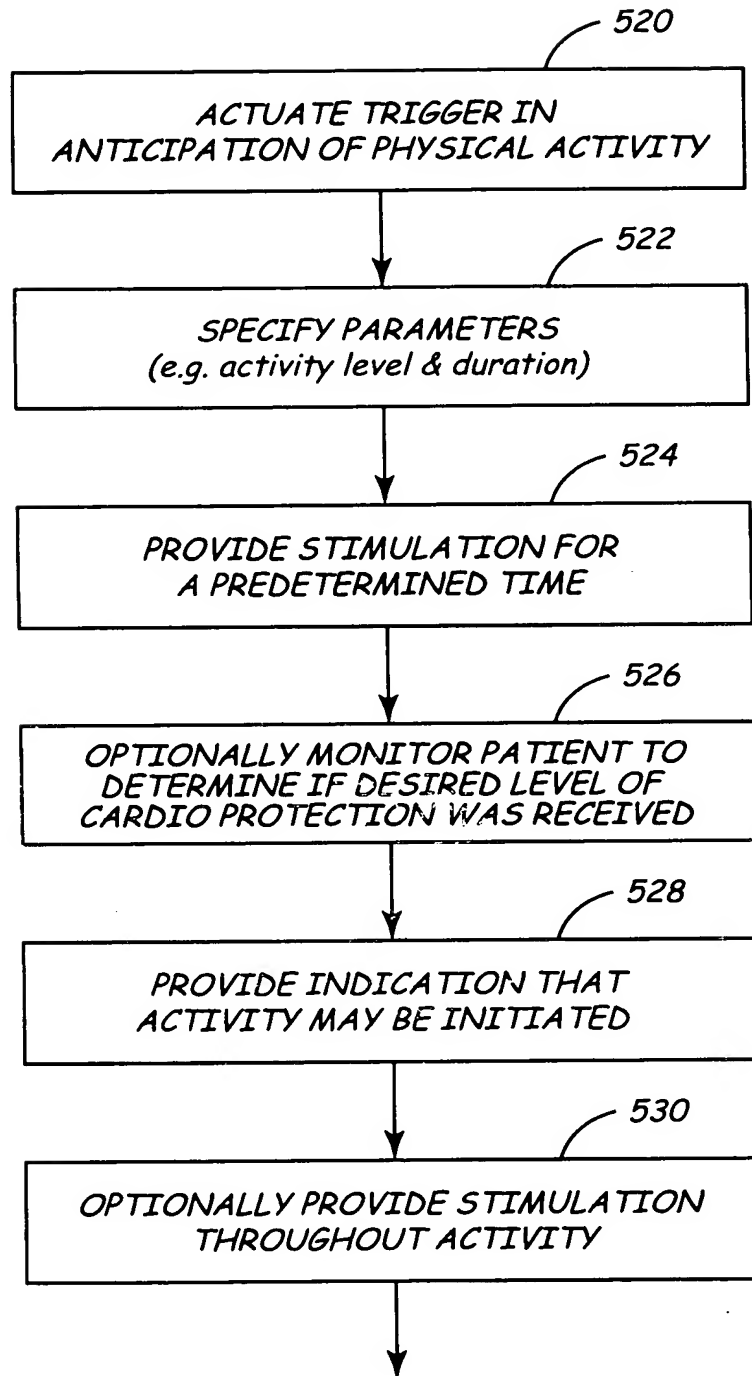 520
ACTUATE TRIGGER IN
ANTICIPATION OF PHYSICAL ACTIVITY
522
SPECIFY PARAMETERS
(e.g. activity level & duration)
524
PROVIDE STIMULATION FOR
A PREDETERMINED TIME
526
OPTIONALLY MONITOR PATIENT TO
DETERMINE IF DESIRED LEVEL OF
CARDIO PROTECTION WAS RECEIVED
528
PROVIDE INDICATION THAT
ACTIVITY MAY BE INITIATED
530
OPTIONALLY PROVIDE STIMULATION
THROUGHOUT ACTIVITY